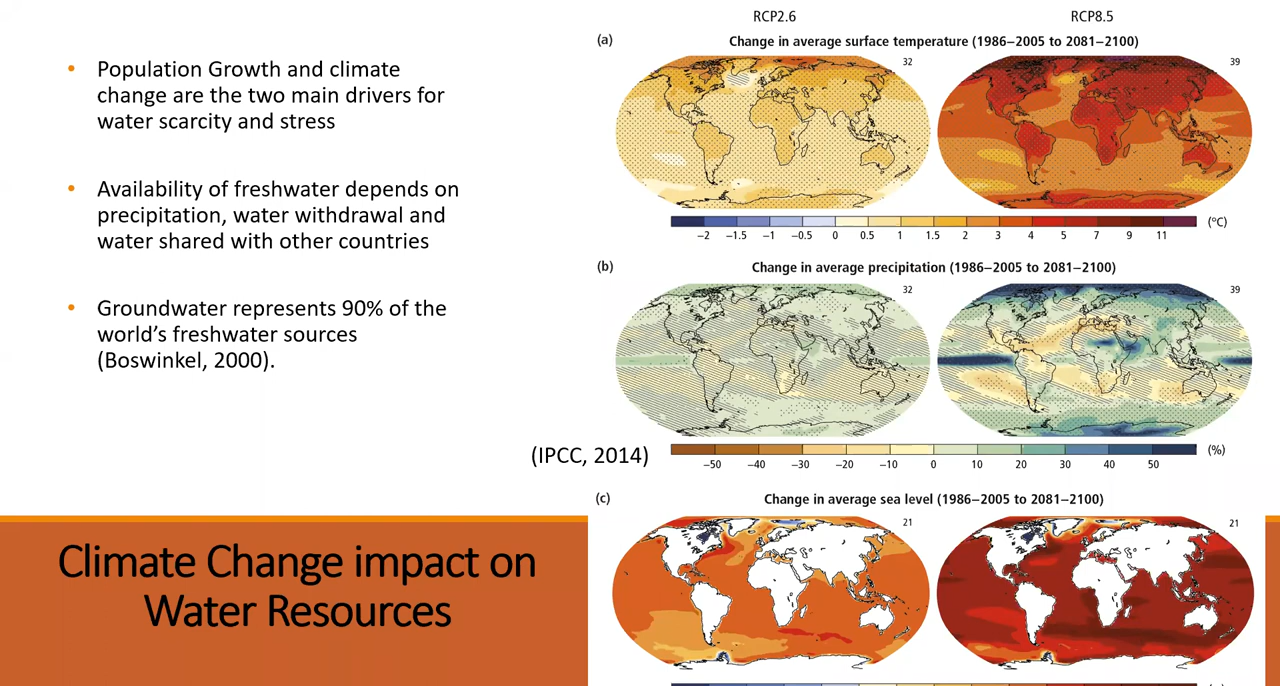 Population Growth and climate
change are the two main drivers for
water scarcity and stress
Availability of freshwater depends on
precipitation, water withdrawal and
water shared with other countries
Groundwater represents 90% of the
world's freshwater sources
(Boswinkel, 2000).
(IPCC, 2014)
Climate Change impact on
Water Resources
RCP2.6 RCP8.5
(a) Change in average surface temperature (1986−2005 to 2081−2100)
32 39
−2 −1.5 −1 −0.5 0 0.5 1 1.5 2 3 4 5 7 9 11 (°C)
(b) Change in average precipitation (1986−2005 to 2081−2100)
32 39
−50 −40 −30 −20 −10 0 10 20 30 40 50 (%)
(c) Change in average sea level (1986−2005 to 2081−2100)
21 21